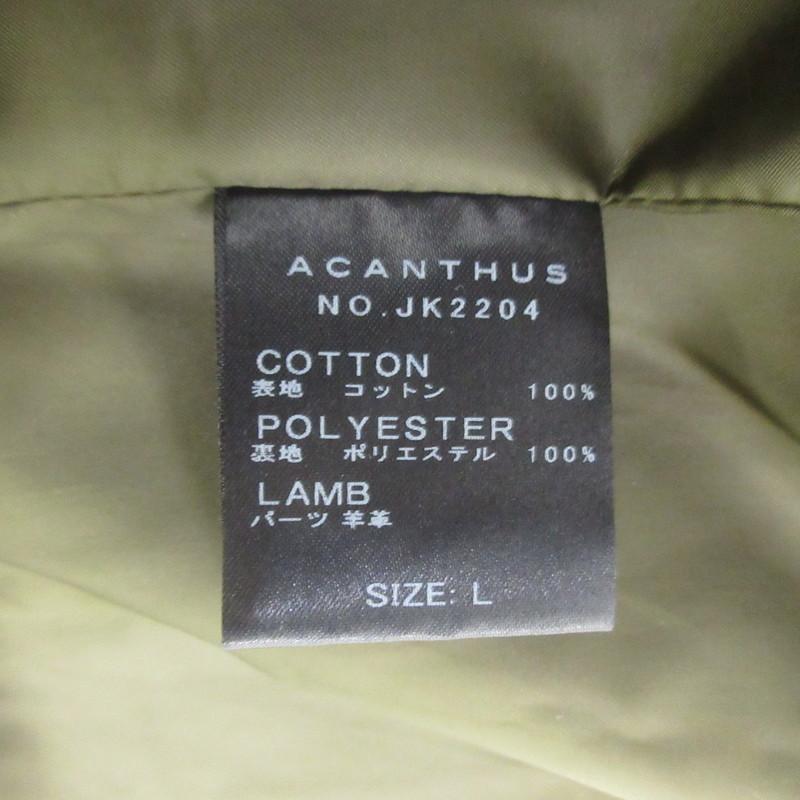 ACANTHUS
NO.JK2204
COTTON
表地 コットン 100%
POLYESTER
裏地 ポリエステル 100%
LAMB
パーツ 羊革
SIZE: L